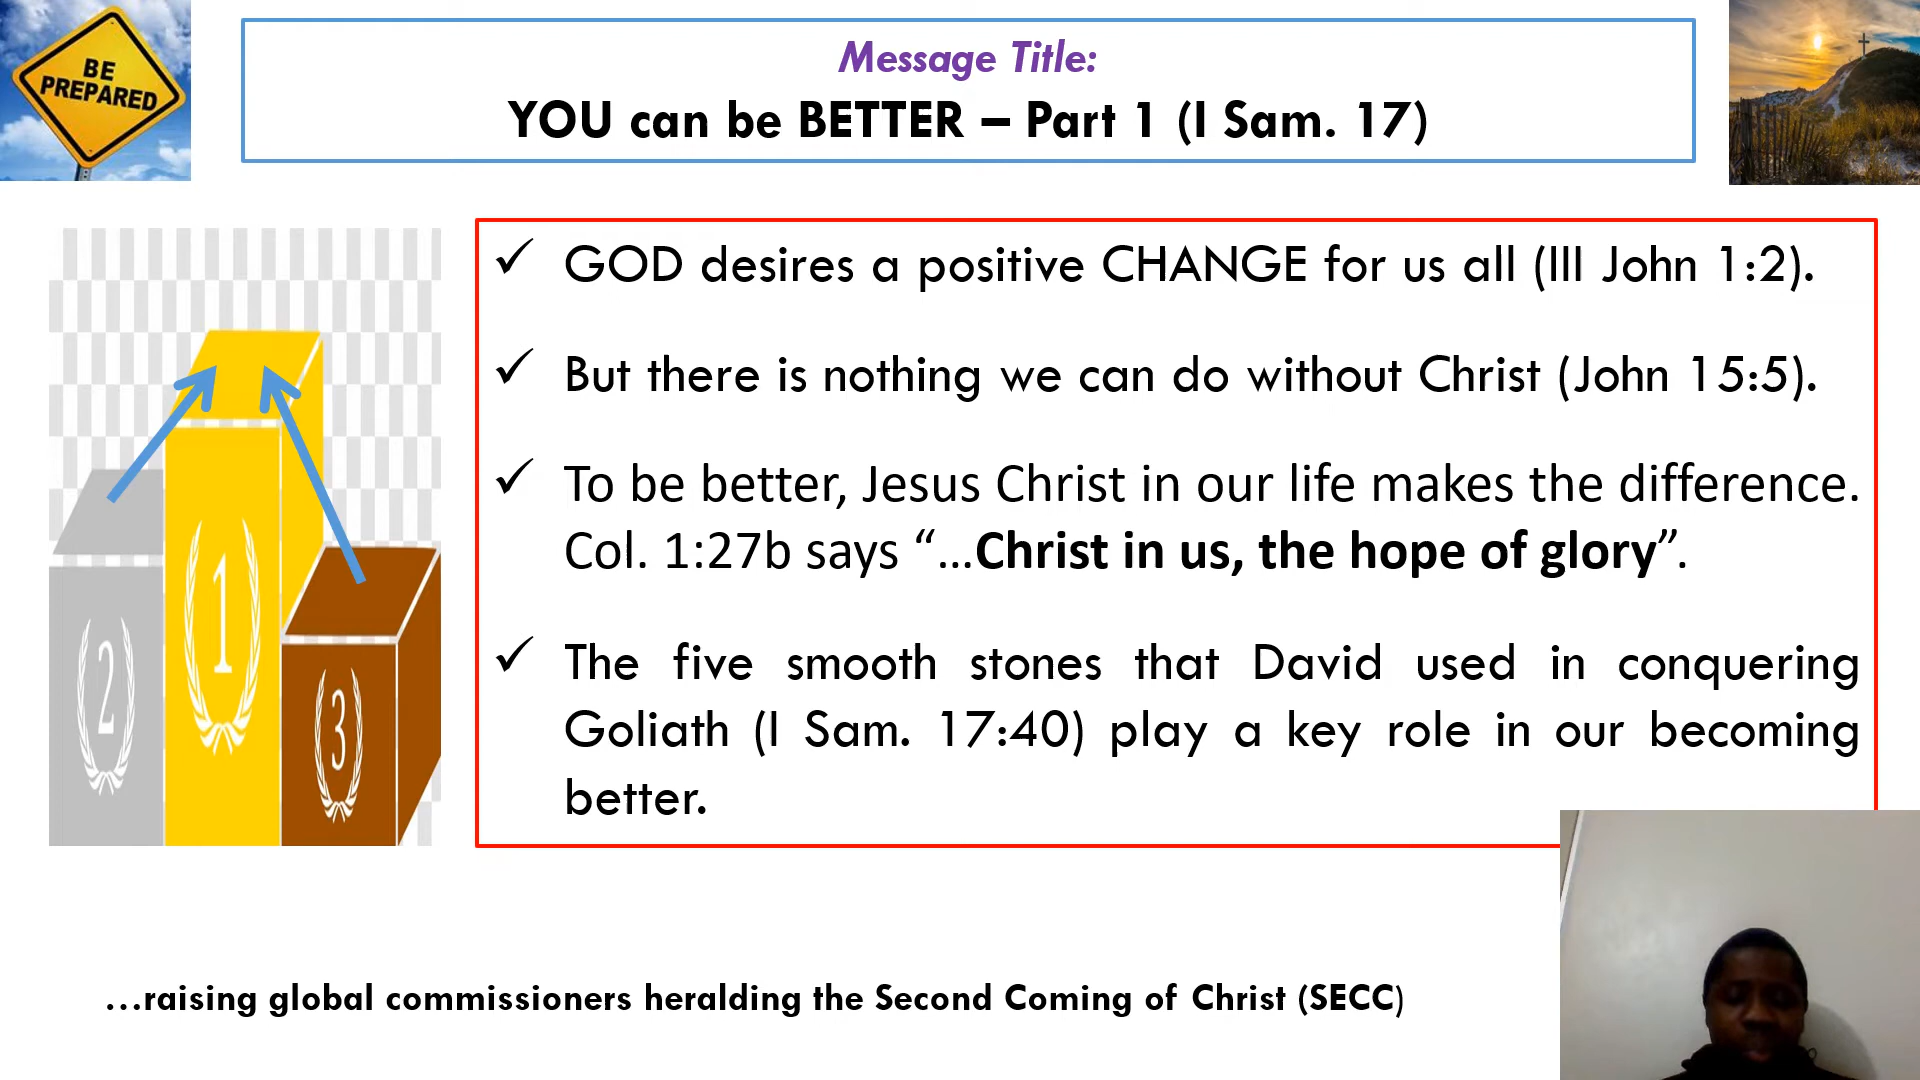 BE
PREPARED
Message Title:
YOU can be BETTER – Part 1 (I Sam. 17)
✓ GOD desires a positive CHANGE for us all (III John 1:2).
✓ But there is nothing we can do without Christ (John 15:5).
✓ To be better, Jesus Christ in our life makes the difference.
Col. 1:27b says “…Christ in us, the hope of glory”.
✓ The five smooth stones that David used in conquering
Goliath (I Sam. 17:40) play a key role in our becoming
better.
1
2
3
…raising global commissioners heralding the Second Coming of Christ (SECC)